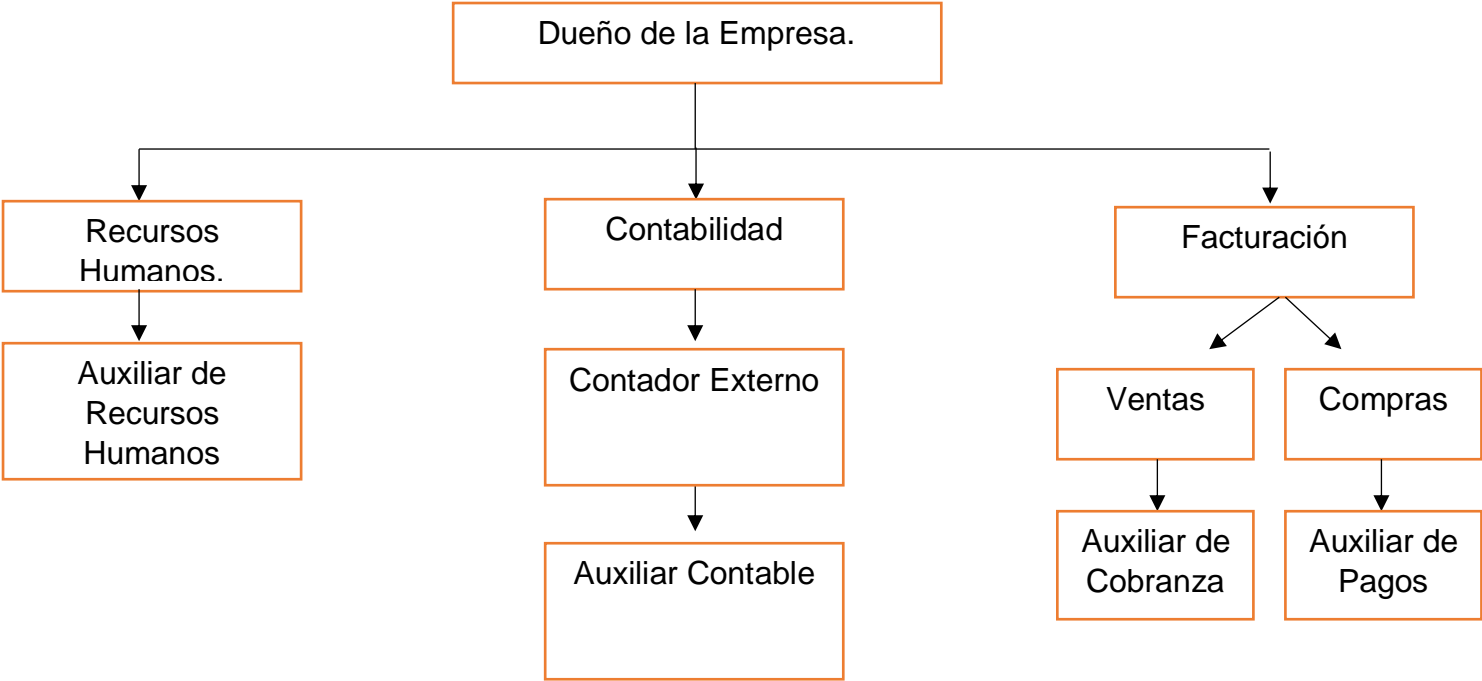 Dueño de la Empresa.
Recursos
Humanos.
Contabilidad
Facturación
Auxiliar de
Recursos
Humanos
Contador Externo
Ventas
Compras
Auxiliar Contable
Auxiliar de
Cobranza
Auxiliar de
Pagos